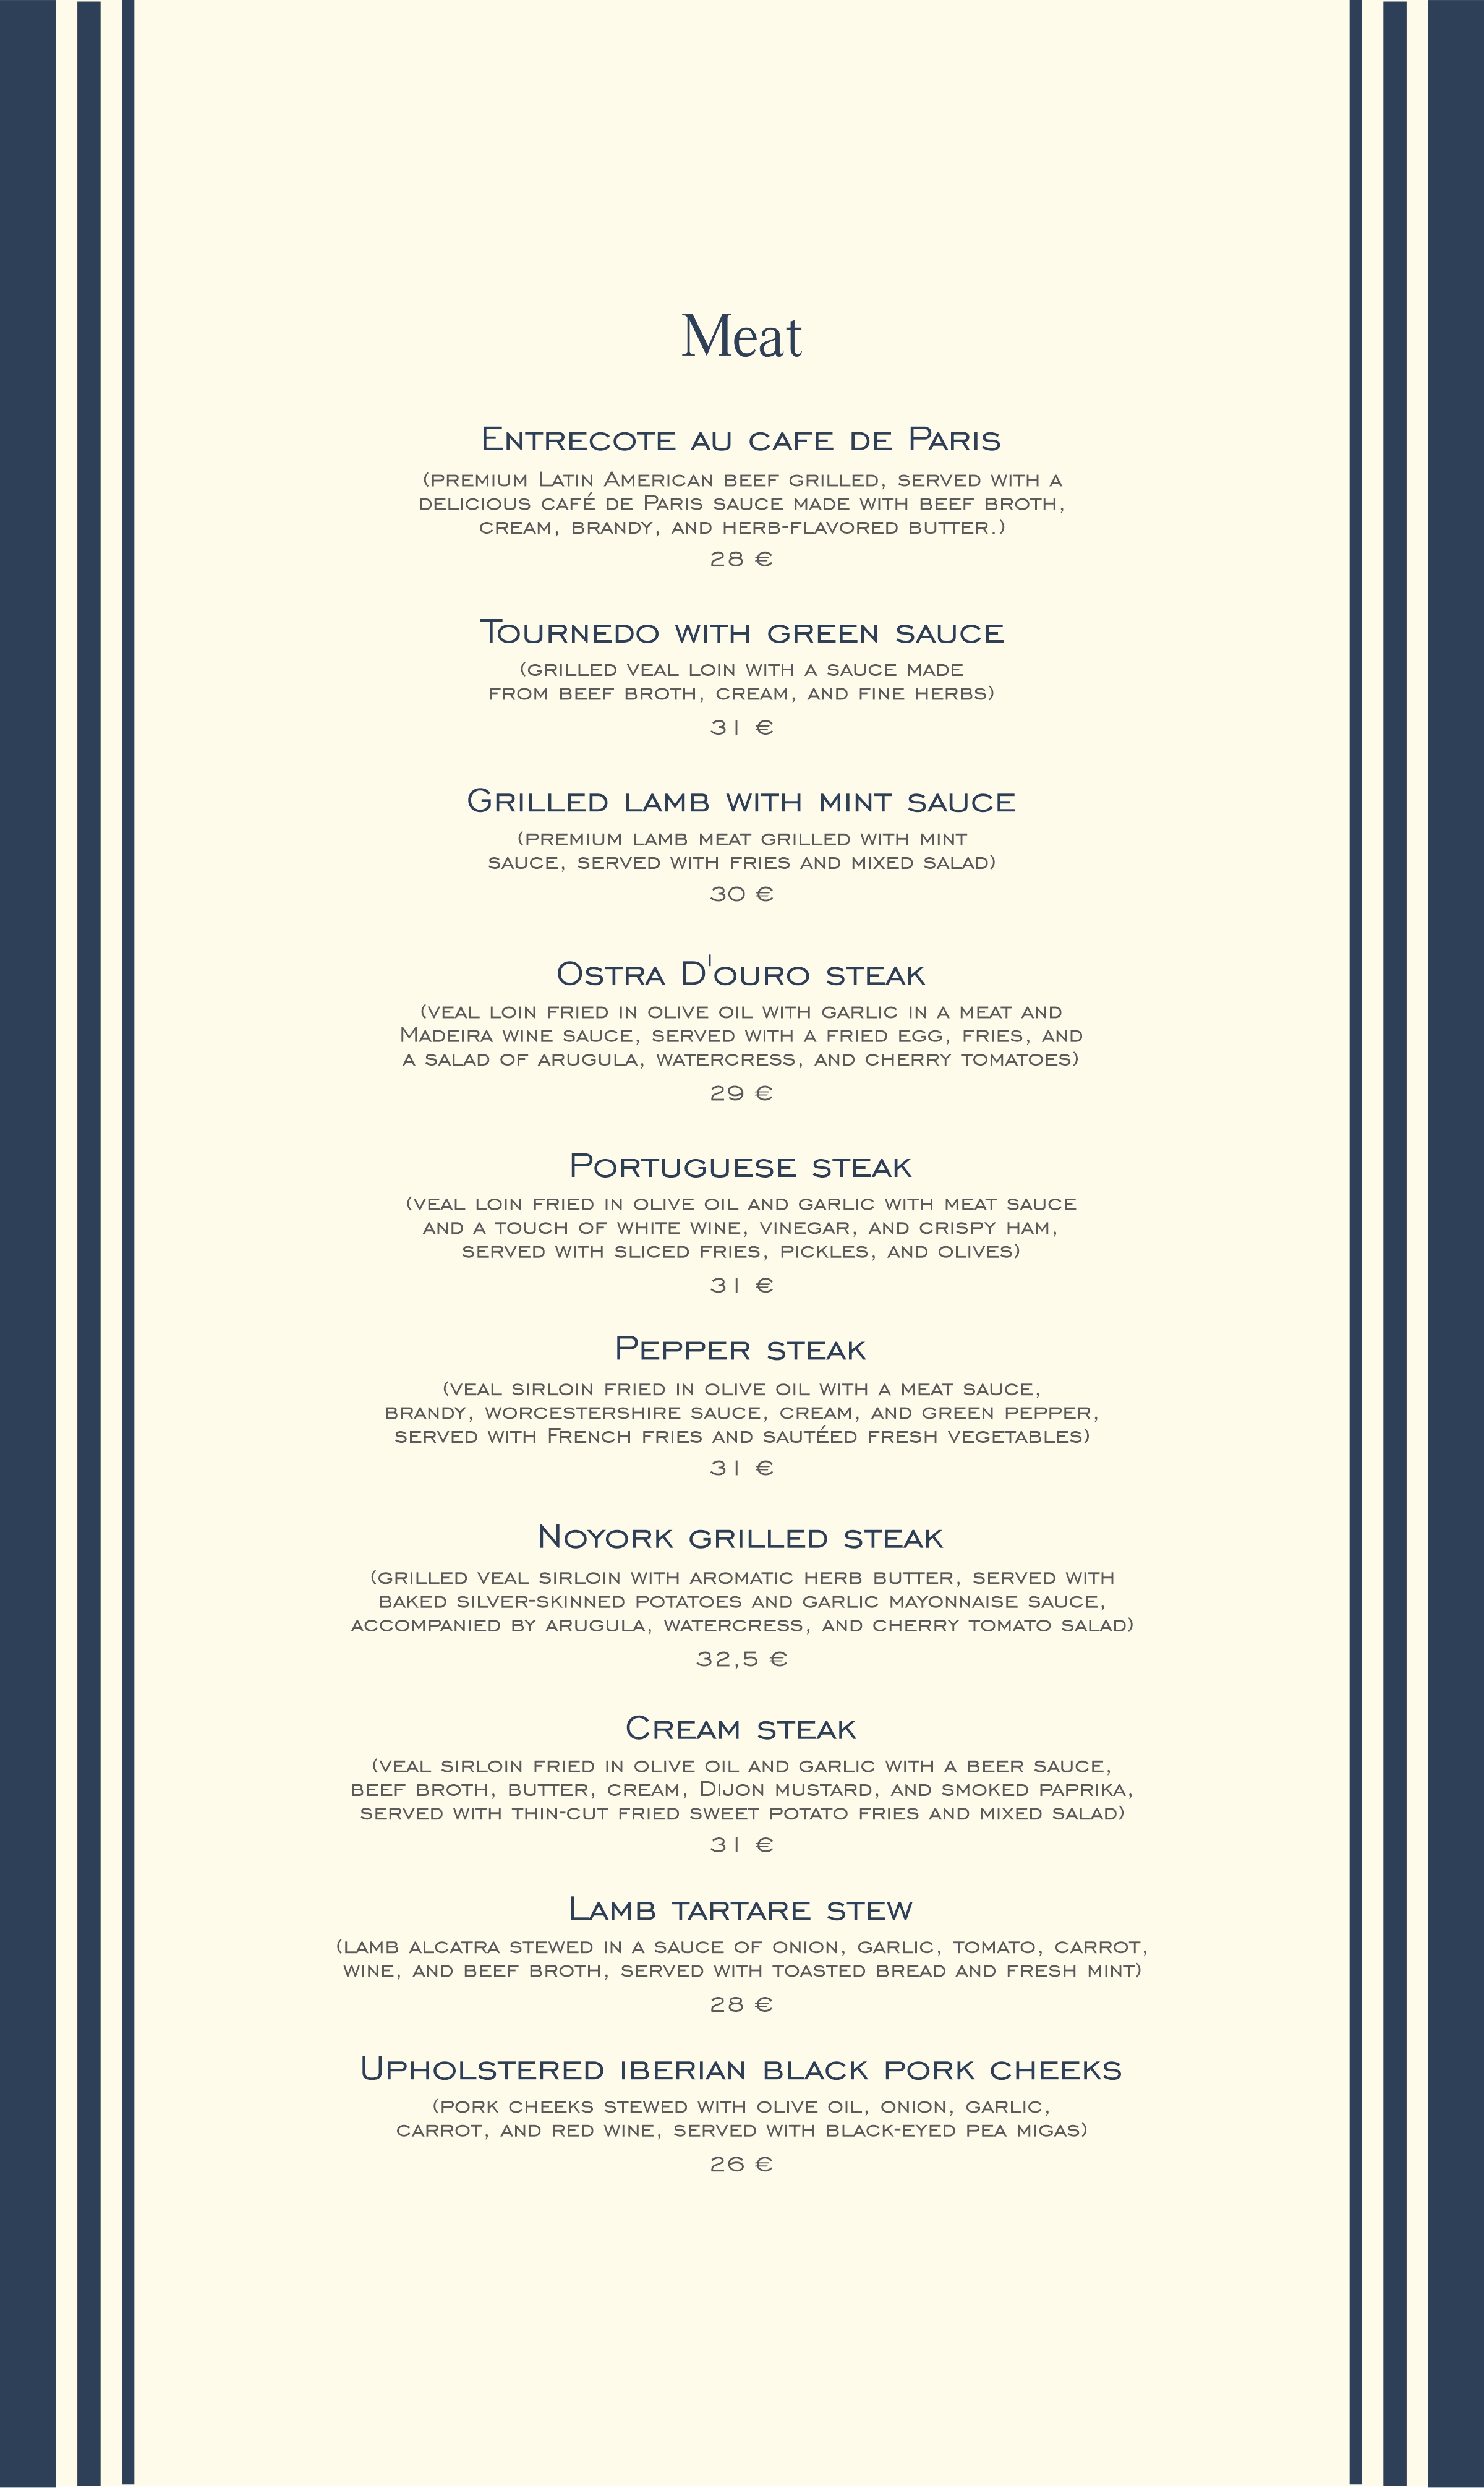 Meat
Entrecote au cafe de Paris
(premium Latin American beef grilled, served with a
delicious café de Paris sauce made with beef broth,
cream, brandy, and herb-flavored butter.)
28 €
Tournedo with green sauce
(grilled veal loin with a sauce made
from beef broth, cream, and fine herbs)
31 €
Grilled lamb with mint sauce
(premium lamb meat grilled with mint
sauce, served with fries and mixed salad)
30 €
Ostra D'ouro steak
(veal loin fried in olive oil with garlic in a meat and
Madeira wine sauce, served with a fried egg, fries, and
a salad of arugula, watercress, and cherry tomatoes)
29 €
Portuguese steak
(veal loin fried in olive oil and garlic with meat sauce
and a touch of white wine, vinegar, and crispy ham,
served with sliced fries, pickles, and olives)
31 €
Pepper steak
(veal sirloin fried in olive oil with a meat sauce,
brandy, worcestershire sauce, cream, and green pepper,
served with French fries and sautéed fresh vegetables)
31 €
Noyork grilled steak
(grilled veal sirloin with aromatic herb butter, served with
baked silver-skinned potatoes and garlic mayonnaise sauce,
accompanied by arugula, watercress, and cherry tomato salad)
32,5 €
Cream steak
(veal sirloin fried in olive oil and garlic with a beer sauce,
beef broth, butter, cream, Dijon mustard, and smoked paprika,
served with thin-cut fried sweet potato fries and mixed salad)
31 €
Lamb tartare stew
(lamb alcatra stewed in a sauce of onion, garlic, tomato, carrot,
wine, and beef broth, served with toasted bread and fresh mint)
28 €
Upholstered iberian black pork cheeks
(pork cheeks stewed with olive oil, onion, garlic,
carrot, and red wine, served with black-eyed pea migas)
26 €